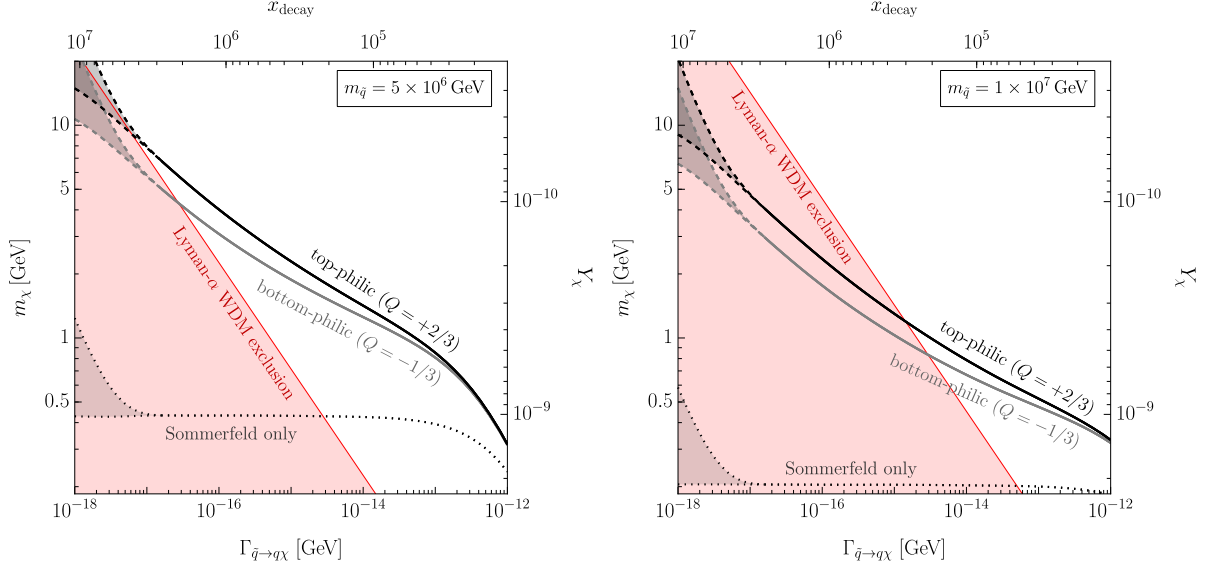 x_decay
10^7 10^6 10^5
m_q̃ = 5 × 10^6 GeV
10
5
1
0.5
m_χ [GeV]
Lyman-α WDM exclusion
top-philic (Q = +2/3)
bottom-philic (Q = −1/3)
Sommerfeld only
10^−10
10^−9
Y_χ
10^−18 10^−16 10^−14 10^−12
Γ_q̃→qχ [GeV]
x_decay
10^7 10^6 10^5
m_q̃ = 1 × 10^7 GeV
10
5
1
0.5
m_χ [GeV]
Lyman-α WDM exclusion
top-philic (Q = +2/3)
bottom-philic (Q = −1/3)
Sommerfeld only
10^−10
10^−9
Y_χ
10^−18 10^−16 10^−14 10^−12
Γ_q̃→qχ [GeV]